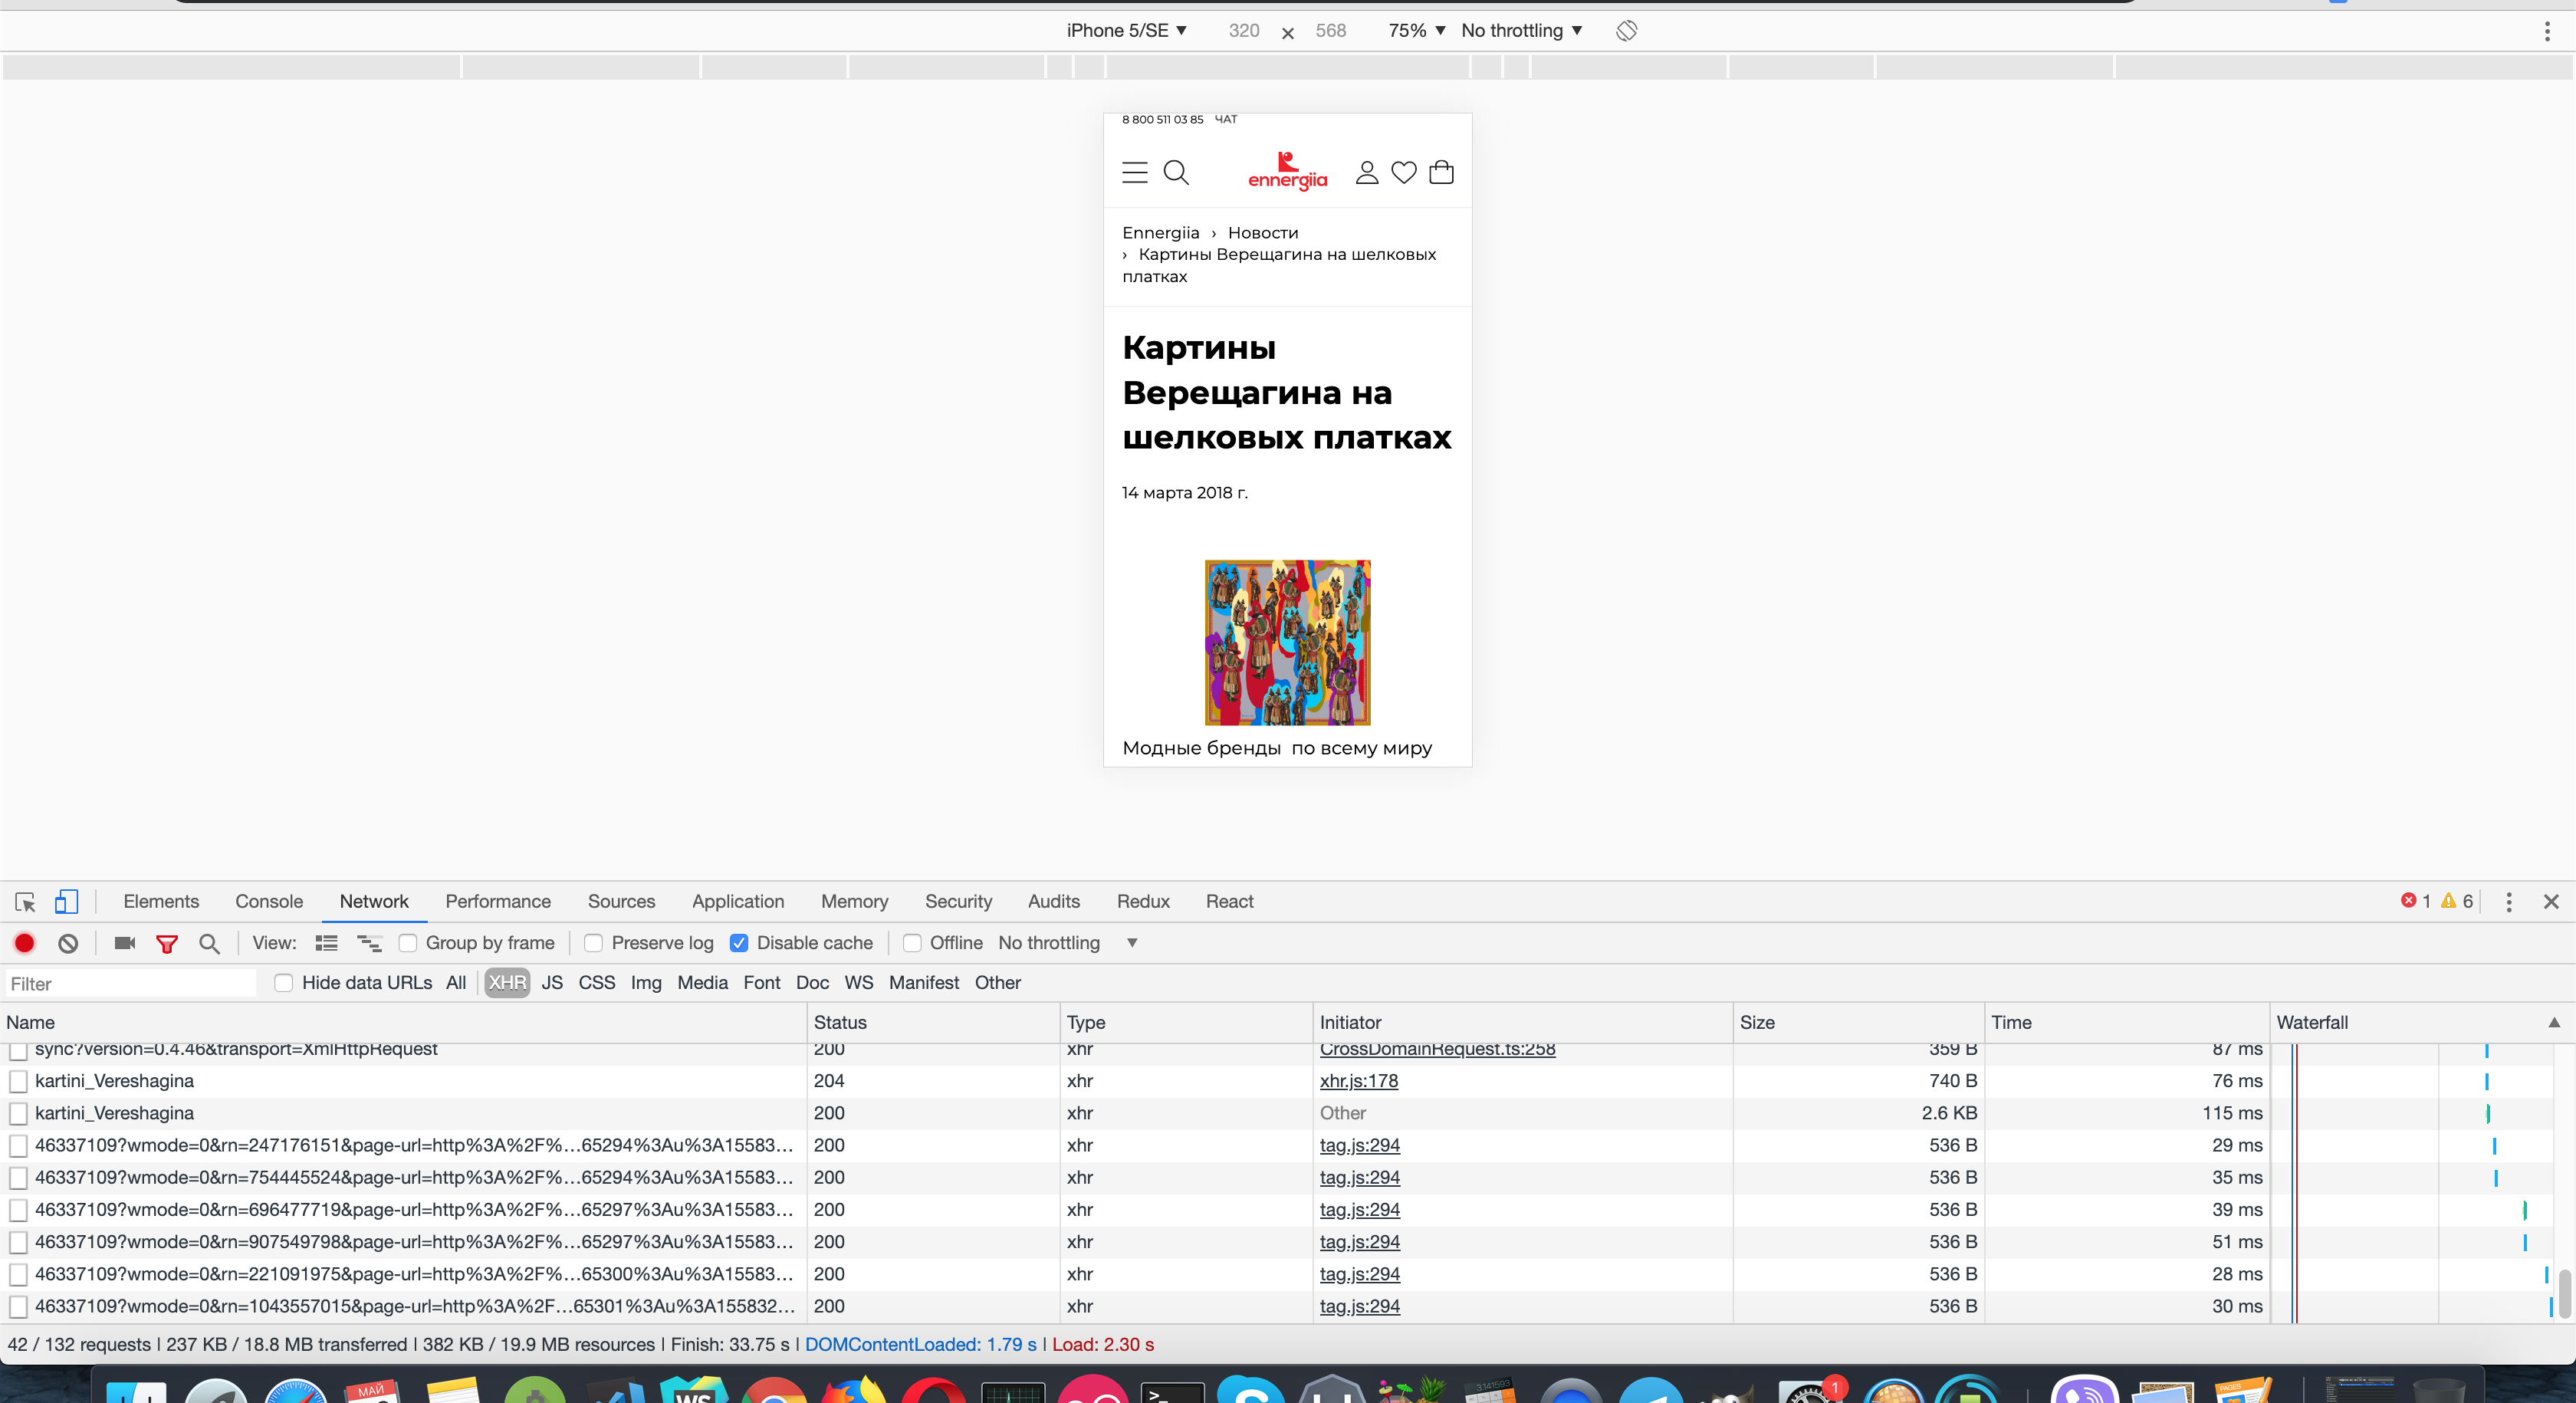 iPhone 5/SE ▼ 320 × 568 75% ▼ No throttling ▼
8 800 511 03 85 ЧАТ
ennergiia
Ennergiia › Новости
› Картины Верещагина на шелковых
платках
Картины
Верещагина на
шелковых платках
14 марта 2018 г.
Модные бренды по всему миру
Elements Console Network Performance Sources Application Memory Security Audits Redux React 1 6
View: Group by frame Preserve log Disable cache Offline No throttling ▼
Filter Hide data URLs All XHR JS CSS Img Media Font Doc WS Manifest Other
Name Status Type Initiator Size Time Waterfall ▲
sync?version=0.4.46&transport=XmlHttpRequest 200 xhr CrossDomainRequest.ts:258 359 B 87 ms
kartini_Vereshagina 204 xhr xhr.js:178 740 B 76 ms
kartini_Vereshagina 200 xhr Other 2.6 KB 115 ms
46337109?wmode=0&rn=247176151&page-url=http%3A%2F%…65294%3Au%3A15583… 200 xhr tag.js:294 536 B 29 ms
46337109?wmode=0&rn=754445524&page-url=http%3A%2F%…65294%3Au%3A15583… 200 xhr tag.js:294 536 B 35 ms
46337109?wmode=0&rn=696477719&page-url=http%3A%2F%…65297%3Au%3A15583… 200 xhr tag.js:294 536 B 39 ms
46337109?wmode=0&rn=907549798&page-url=http%3A%2F%…65297%3Au%3A15583… 200 xhr tag.js:294 536 B 51 ms
46337109?wmode=0&rn=221091975&page-url=http%3A%2F%…65300%3Au%3A15583… 200 xhr tag.js:294 536 B 28 ms
46337109?wmode=0&rn=1043557015&page-url=http%3A%2F…65301%3Au%3A155832… 200 xhr tag.js:294 536 B 30 ms
42 / 132 requests | 237 KB / 18.8 MB transferred | 382 KB / 19.9 MB resources | Finish: 33.75 s | DOMContentLoaded: 1.79 s | Load: 2.30 s
МАЙ WS 3.141593 1 PAGES